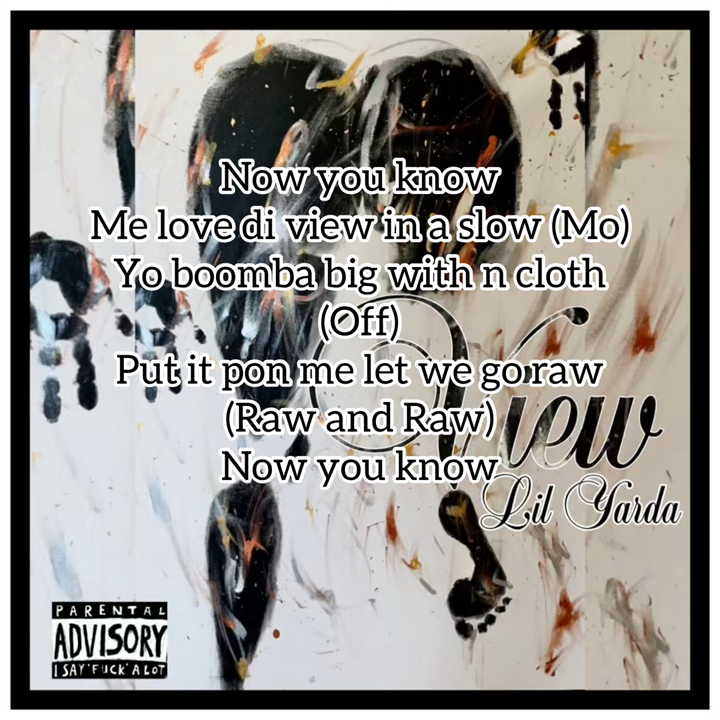 Now you know
Me love di view in a slow (Mo)
Yo boomba big with n cloth
(Off)
Put it pon me let we go raw
(Raw and Raw)
Now you know
View
Lil Yarda
PARENTAL
ADVISORY
I SAY 'FUCK' A LOT